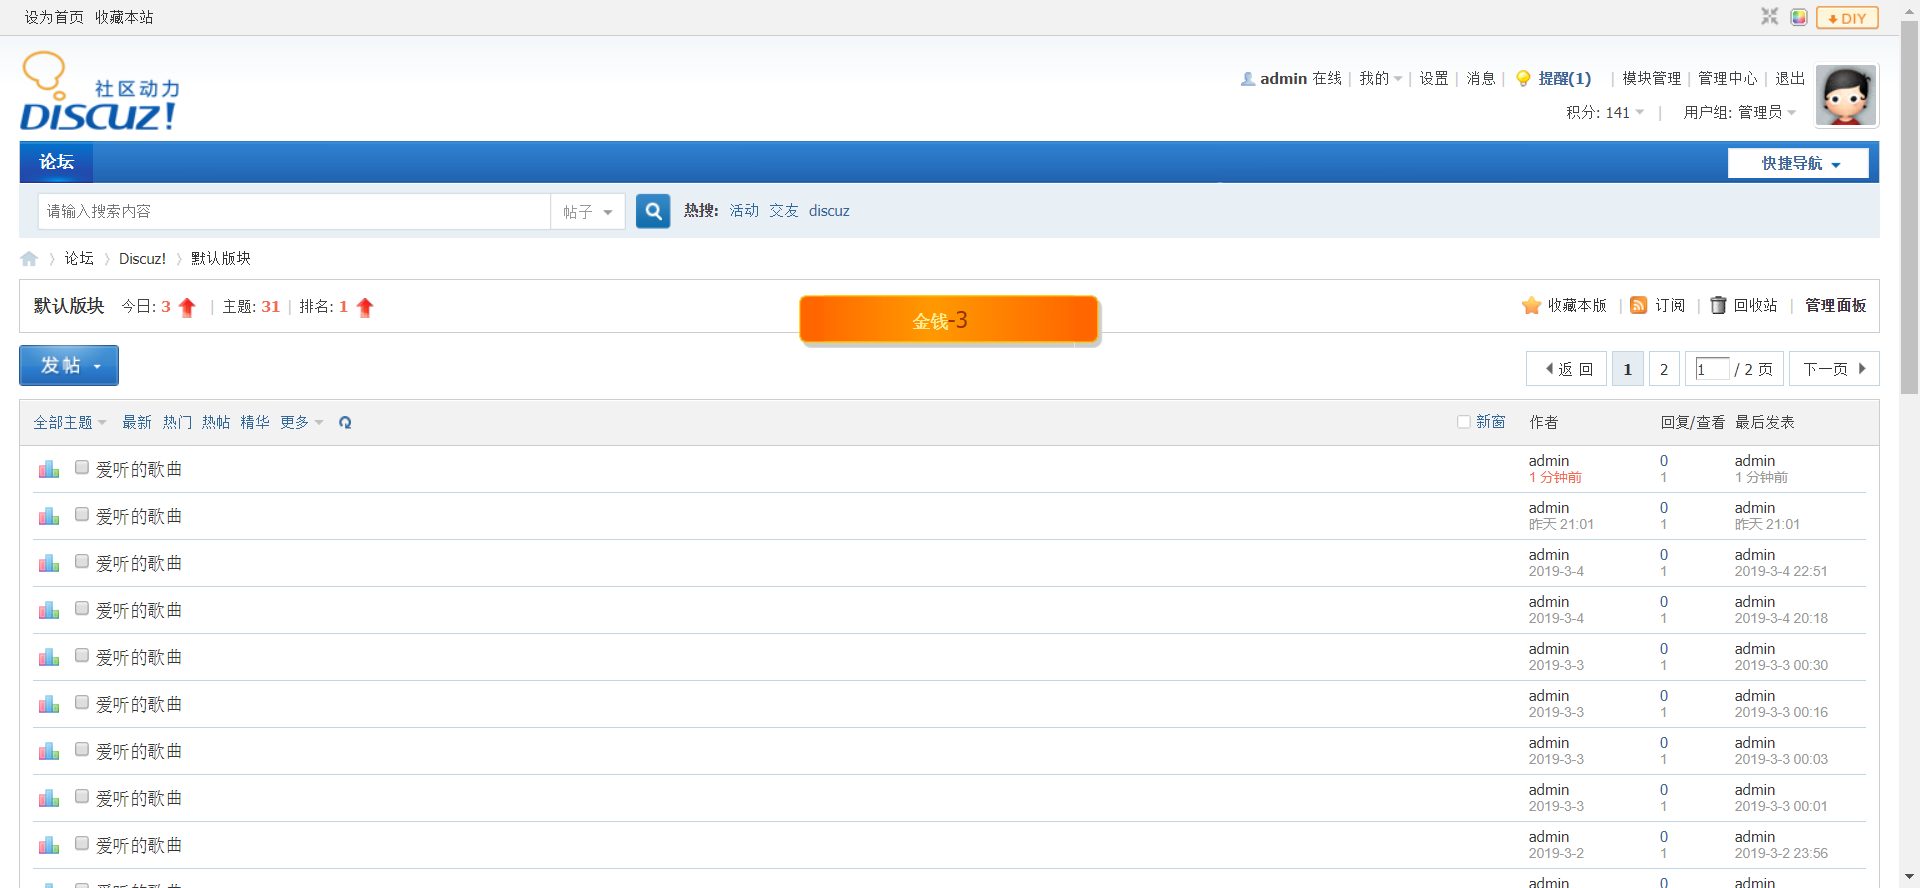 设为首页 收藏本站
DIY
社区动力
DISCUZ!
admin 在线 | 我的 | 设置 | 消息 | 提醒(1) | 模块管理 | 管理中心 | 退出
积分: 141 | 用户组: 管理员
论坛
快捷导航
请输入搜索内容 帖子 热搜: 活动 交友 discuz
论坛 Discuz! 默认版块
默认版块 今日: 3 | 主题: 31 | 排名: 1
金钱-3
收藏本版 | 订阅 | 回收站 | 管理面板
发帖
返 回 1 2 1 / 2 页 下一页
全部主题 最新 热门 热帖 精华 更多 新窗 作者 回复/查看 最后发表
爱听的歌曲 admin 0 admin
1 分钟前 1 1 分钟前
爱听的歌曲 admin 0 admin
昨天 21:01 1 昨天 21:01
爱听的歌曲 admin 0 admin
2019-3-4 1 2019-3-4 22:51
爱听的歌曲 admin 0 admin
2019-3-4 1 2019-3-4 20:18
爱听的歌曲 admin 0 admin
2019-3-3 1 2019-3-3 00:30
爱听的歌曲 admin 0 admin
2019-3-3 1 2019-3-3 00:16
爱听的歌曲 admin 0 admin
2019-3-3 1 2019-3-3 00:03
爱听的歌曲 admin 0 admin
2019-3-3 1 2019-3-3 00:01
爱听的歌曲 admin 0 admin
2019-3-2 1 2019-3-2 23:56
admin 0 admin